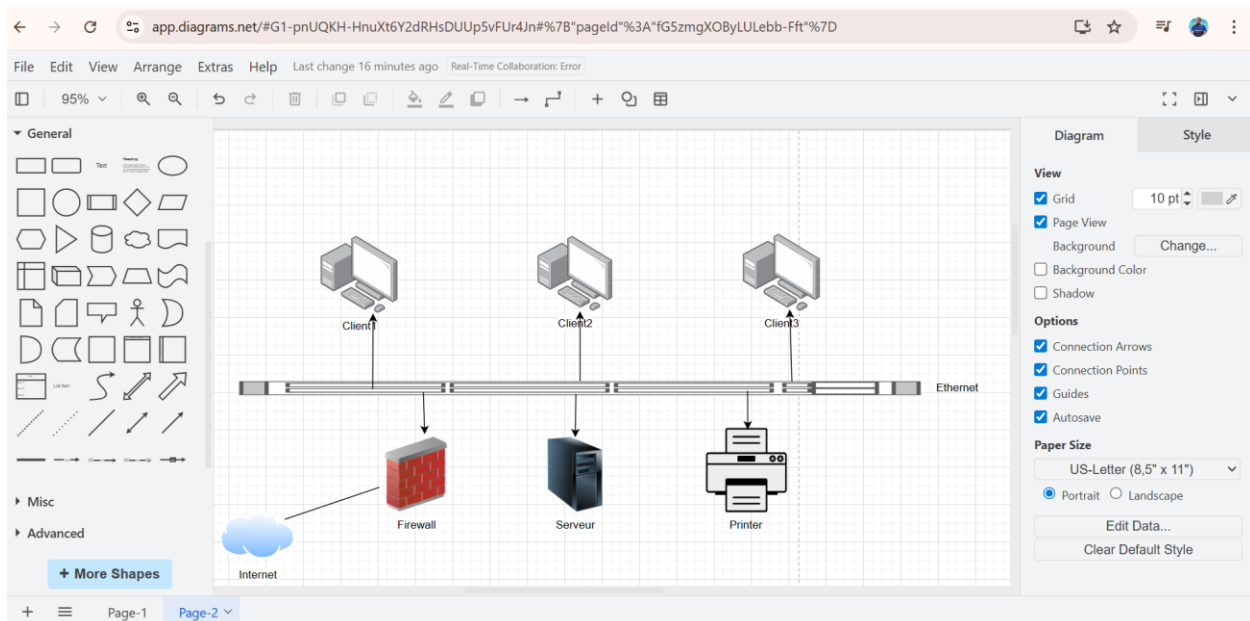 app.diagrams.net/#G1-pnUQKH-HnuXt6Y2dRHsDUUp5vFUr4Jn#%7B"pageId"%3A"fG5zmgXOByLULebb-Fft"%7D
File Edit View Arrange Extras Help Last change 16 minutes ago Real-Time Collaboration: Error
95%
General
Text
Heading
List Item
Misc
Advanced
+ More Shapes
Client1
Client2
Client3
Ethernet
Firewall
Serveur
Printer
Internet
Diagram Style
View
Grid 10 pt
Page View
Background Change...
Background Color
Shadow
Options
Connection Arrows
Connection Points
Guides
Autosave
Paper Size
US-Letter (8,5" x 11")
Portrait Landscape
Edit Data...
Clear Default Style
Page-1 Page-2